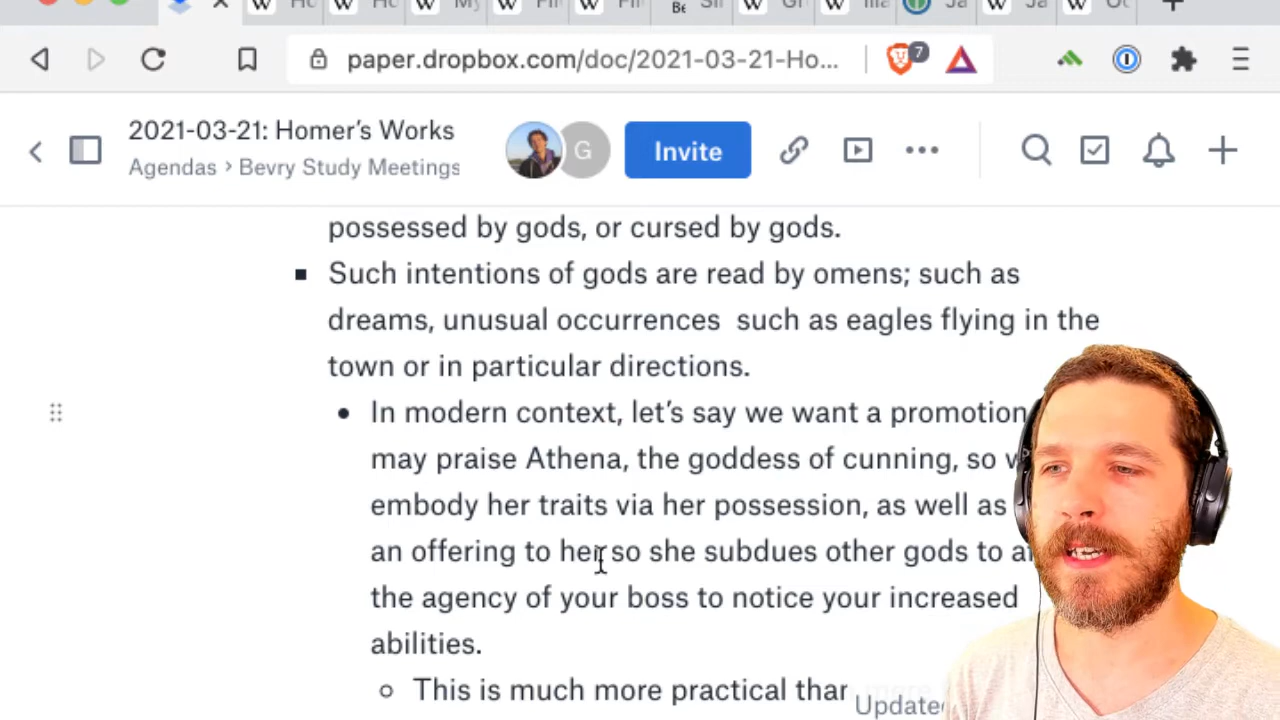 paper.dropbox.com/doc/2021-03-21-Ho...
7
2021-03-21: Homer's Works
Agendas › Bevry Study Meetings
G
Invite
possessed by gods, or cursed by gods.
Such intentions of gods are read by omens; such as
dreams, unusual occurrences such as eagles flying in the
town or in particular directions.
In modern context, let's say we want a promotion
may praise Athena, the goddess of cunning, so
embody her traits via her possession, as well as
an offering to her so she subdues other gods to
the agency of your boss to notice your increased
abilities.
This is much more practical than